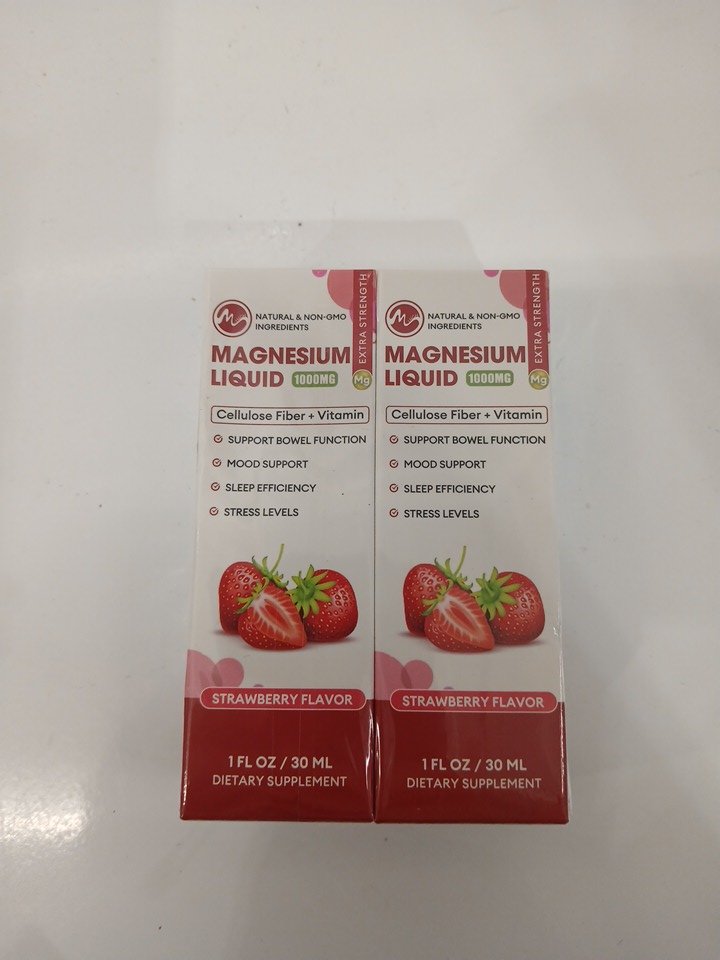 NATURAL & NON-GMO
INGREDIENTS
EXTRA STRENGTH
MAGNESIUM
LIQUID 1000MG
Mg
Cellulose Fiber + Vitamin
SUPPORT BOWEL FUNCTION
MOOD SUPPORT
SLEEP EFFICIENCY
STRESS LEVELS
STRAWBERRY FLAVOR
1 FL OZ / 30 ML
DIETARY SUPPLEMENT
NATURAL & NON-GMO
INGREDIENTS
EXTRA STRENGTH
MAGNESIUM
LIQUID 1000MG
Mg
Cellulose Fiber + Vitamin
SUPPORT BOWEL FUNCTION
MOOD SUPPORT
SLEEP EFFICIENCY
STRESS LEVELS
STRAWBERRY FLAVOR
1 FL OZ / 30 ML
DIETARY SUPPLEMENT